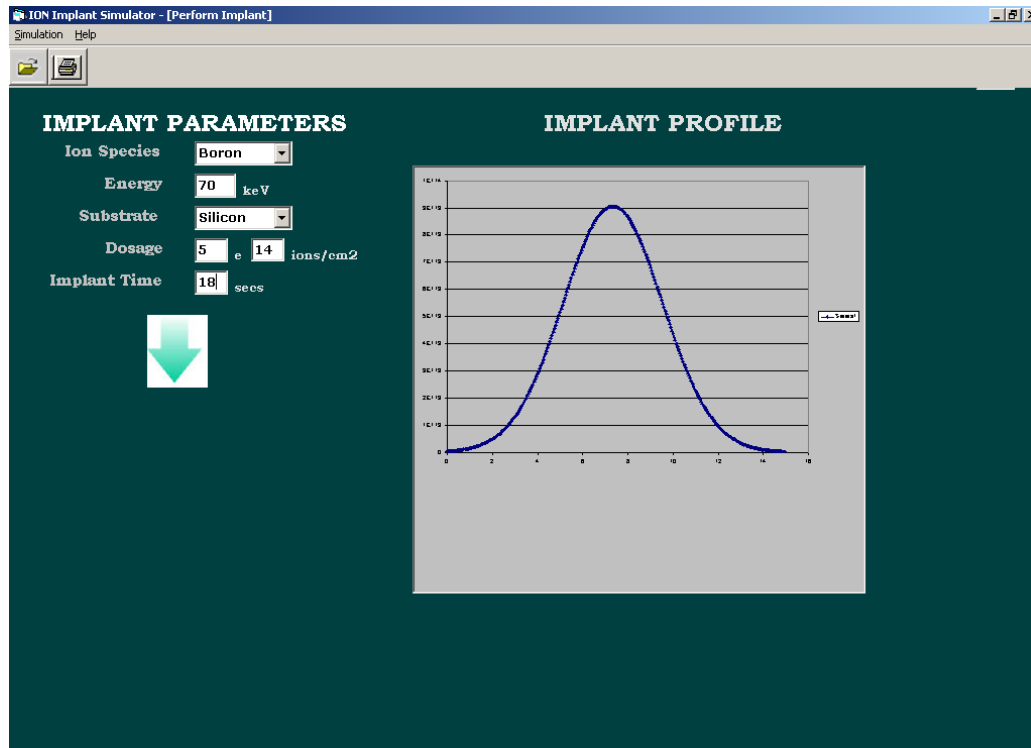 ION Implant Simulator - [Perform Implant]
Simulation Help
IMPLANT PARAMETERS
Ion Species Boron
Energy 70 keV
Substrate Silicon
Dosage 5 e 14 ions/cm2
Implant Time 18 secs
IMPLANT PROFILE
0
0 2 4 6 8 10 12 14 16